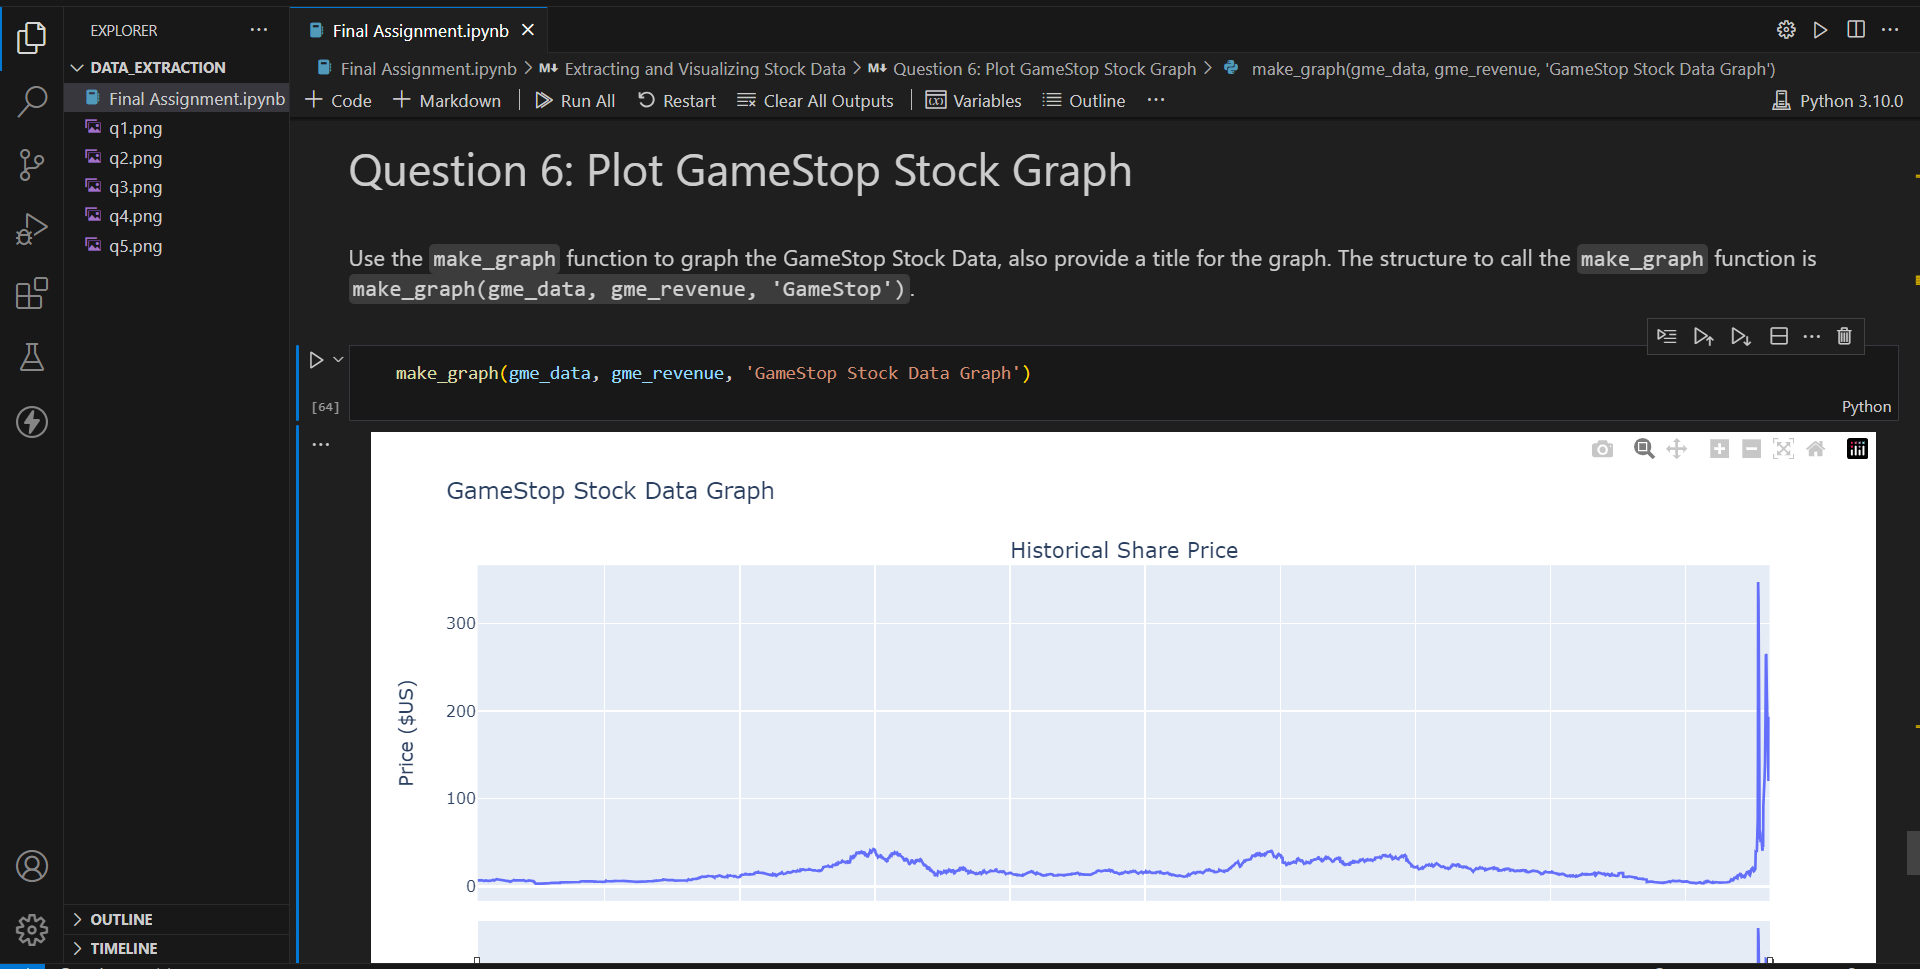 EXPLORER
Final Assignment.ipynb
DATA_EXTRACTION
Final Assignment.ipynb
q1.png
q2.png
q3.png
q4.png
q5.png
OUTLINE
TIMELINE
Final Assignment.ipynb > M↓ Extracting and Visualizing Stock Data > M↓ Question 6: Plot GameStop Stock Graph > make_graph(gme_data, gme_revenue, 'GameStop Stock Data Graph')
+ Code + Markdown | Run All Restart Clear All Outputs | Variables Outline ... Python 3.10.0
Question 6: Plot GameStop Stock Graph
Use the make_graph function to graph the GameStop Stock Data, also provide a title for the graph. The structure to call the make_graph function is
make_graph(gme_data, gme_revenue, 'GameStop').
make_graph(gme_data, gme_revenue, 'GameStop Stock Data Graph')
[64]
Python
GameStop Stock Data Graph
Historical Share Price
300
200
100
0
Price ($US)